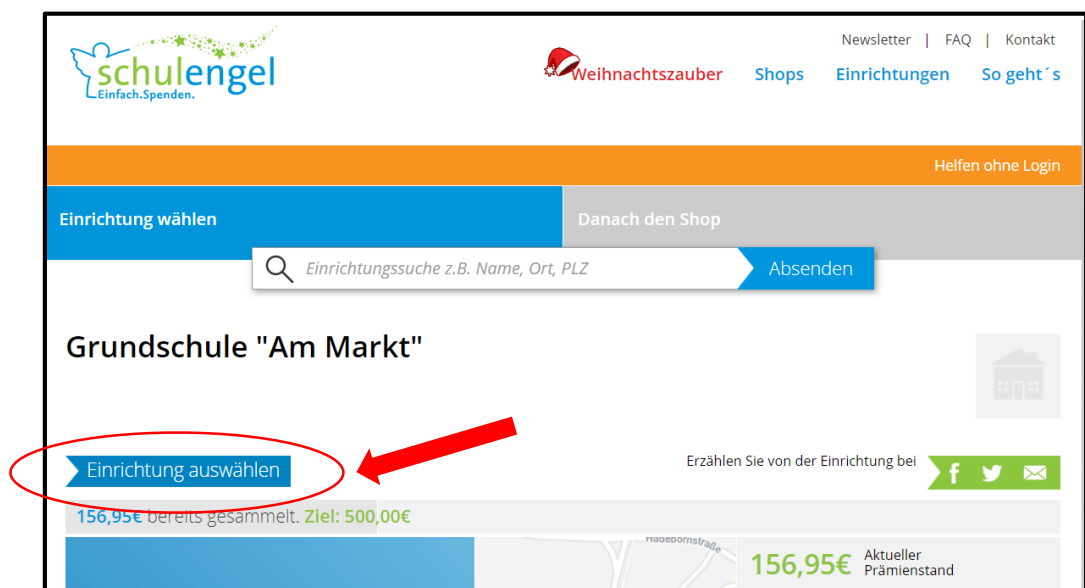 Newsletter | FAQ | Kontakt
schulengel
Einfach.Spenden.
Weihnachtszauber Shops Einrichtungen So geht´s
Helfen ohne Login
Einrichtung wählen Danach den Shop
Einrichtungssuche z.B. Name, Ort, PLZ Absenden
Grundschule "Am Markt"
Einrichtung auswählen
Erzählen Sie von der Einrichtung bei
156,95€ bereits gesammelt. Ziel: 500,00€
Hadebornstraße
156,95€ Aktueller
Prämienstand